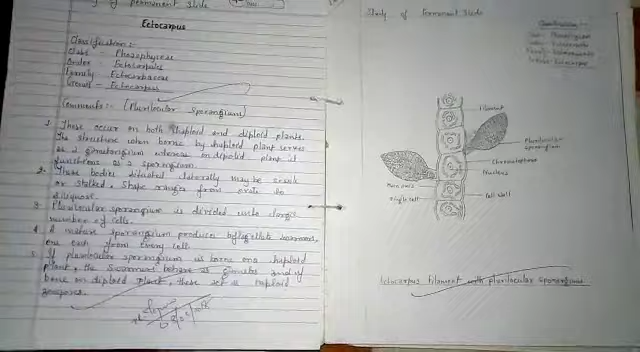 of permanent slide
Ectocarpus
Classification:-
Class - Phaeophyceae
Order - Ectocarpales
Family - Ectocarpaceae
Genus - Ectocarpus
Comments:- (Plurilocular Sporangium)
1. These occur on both haploid and diploid plants.
The structure when borne by haploid plant serves
as a gametangium whereas on diploid plant it
functions as a sporangium.
2. These bodies situated laterally may be sessile
or stalked, Shape ranges from ovate to
3. Plurilocular sporangium is divided into large
number of cells.
4. A mature sporangium produce biflagellate swarmers,
one each from every cell
5. If plurilocular sporangium is borne on a haploid
plant, the swarmers behave as gametes and if
borne on diploid plant, these act as haploid
zoospores.
Study of Permanent Slide
Classification:-
Filament
Plurilocular
sporangium
Chromatophore
Nucleus
Single cell
Cell wall
Ectocarpus Filament with plurilocular sporangium